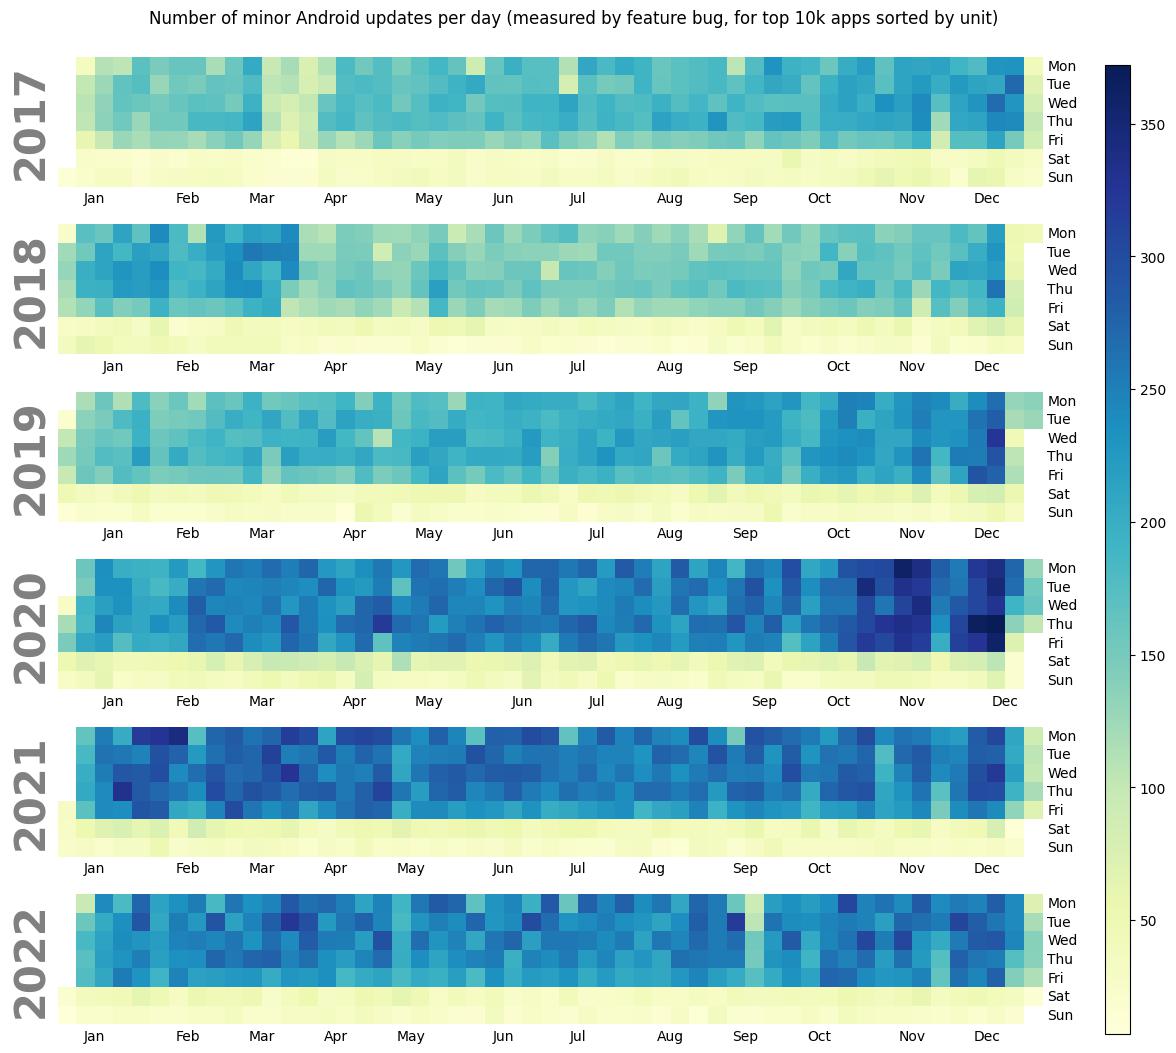 Number of minor Android updates per day (measured by feature bug, for top 10k apps sorted by unit)
2017
Mon
Tue
Wed
Thu
Fri
Sat
Sun
Jan Feb Mar Apr May Jun Jul Aug Sep Oct Nov Dec
2018
Mon
Tue
Wed
Thu
Fri
Sat
Sun
Jan Feb Mar Apr May Jun Jul Aug Sep Oct Nov Dec
2019
Mon
Tue
Wed
Thu
Fri
Sat
Sun
Jan Feb Mar Apr May Jun Jul Aug Sep Oct Nov Dec
2020
Mon
Tue
Wed
Thu
Fri
Sat
Sun
Jan Feb Mar Apr May Jun Jul Aug Sep Oct Nov Dec
2021
Mon
Tue
Wed
Thu
Fri
Sat
Sun
Jan Feb Mar Apr May Jun Jul Aug Sep Oct Nov Dec
2022
Mon
Tue
Wed
Thu
Fri
Sat
Sun
Jan Feb Mar Apr May Jun Jul Aug Sep Oct Nov Dec
350
300
250
200
150
100
50